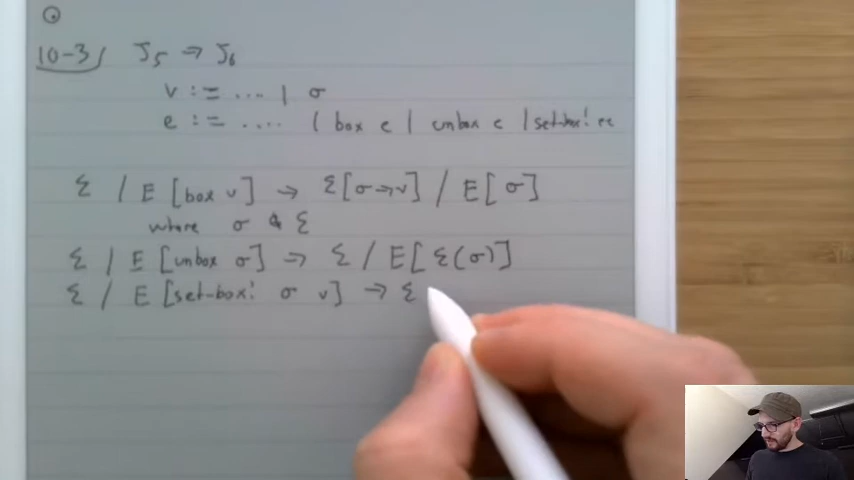 10-3/ J5 → J6
v := ... | σ
e := .... | box e | unbox e | set-box! e e
Σ / E [box v] → Σ[σ→v] / E[σ]
where σ ∉ Σ
Σ / E [unbox σ] → Σ / E[Σ(σ)]
Σ / E [set-box! σ v] → Σ